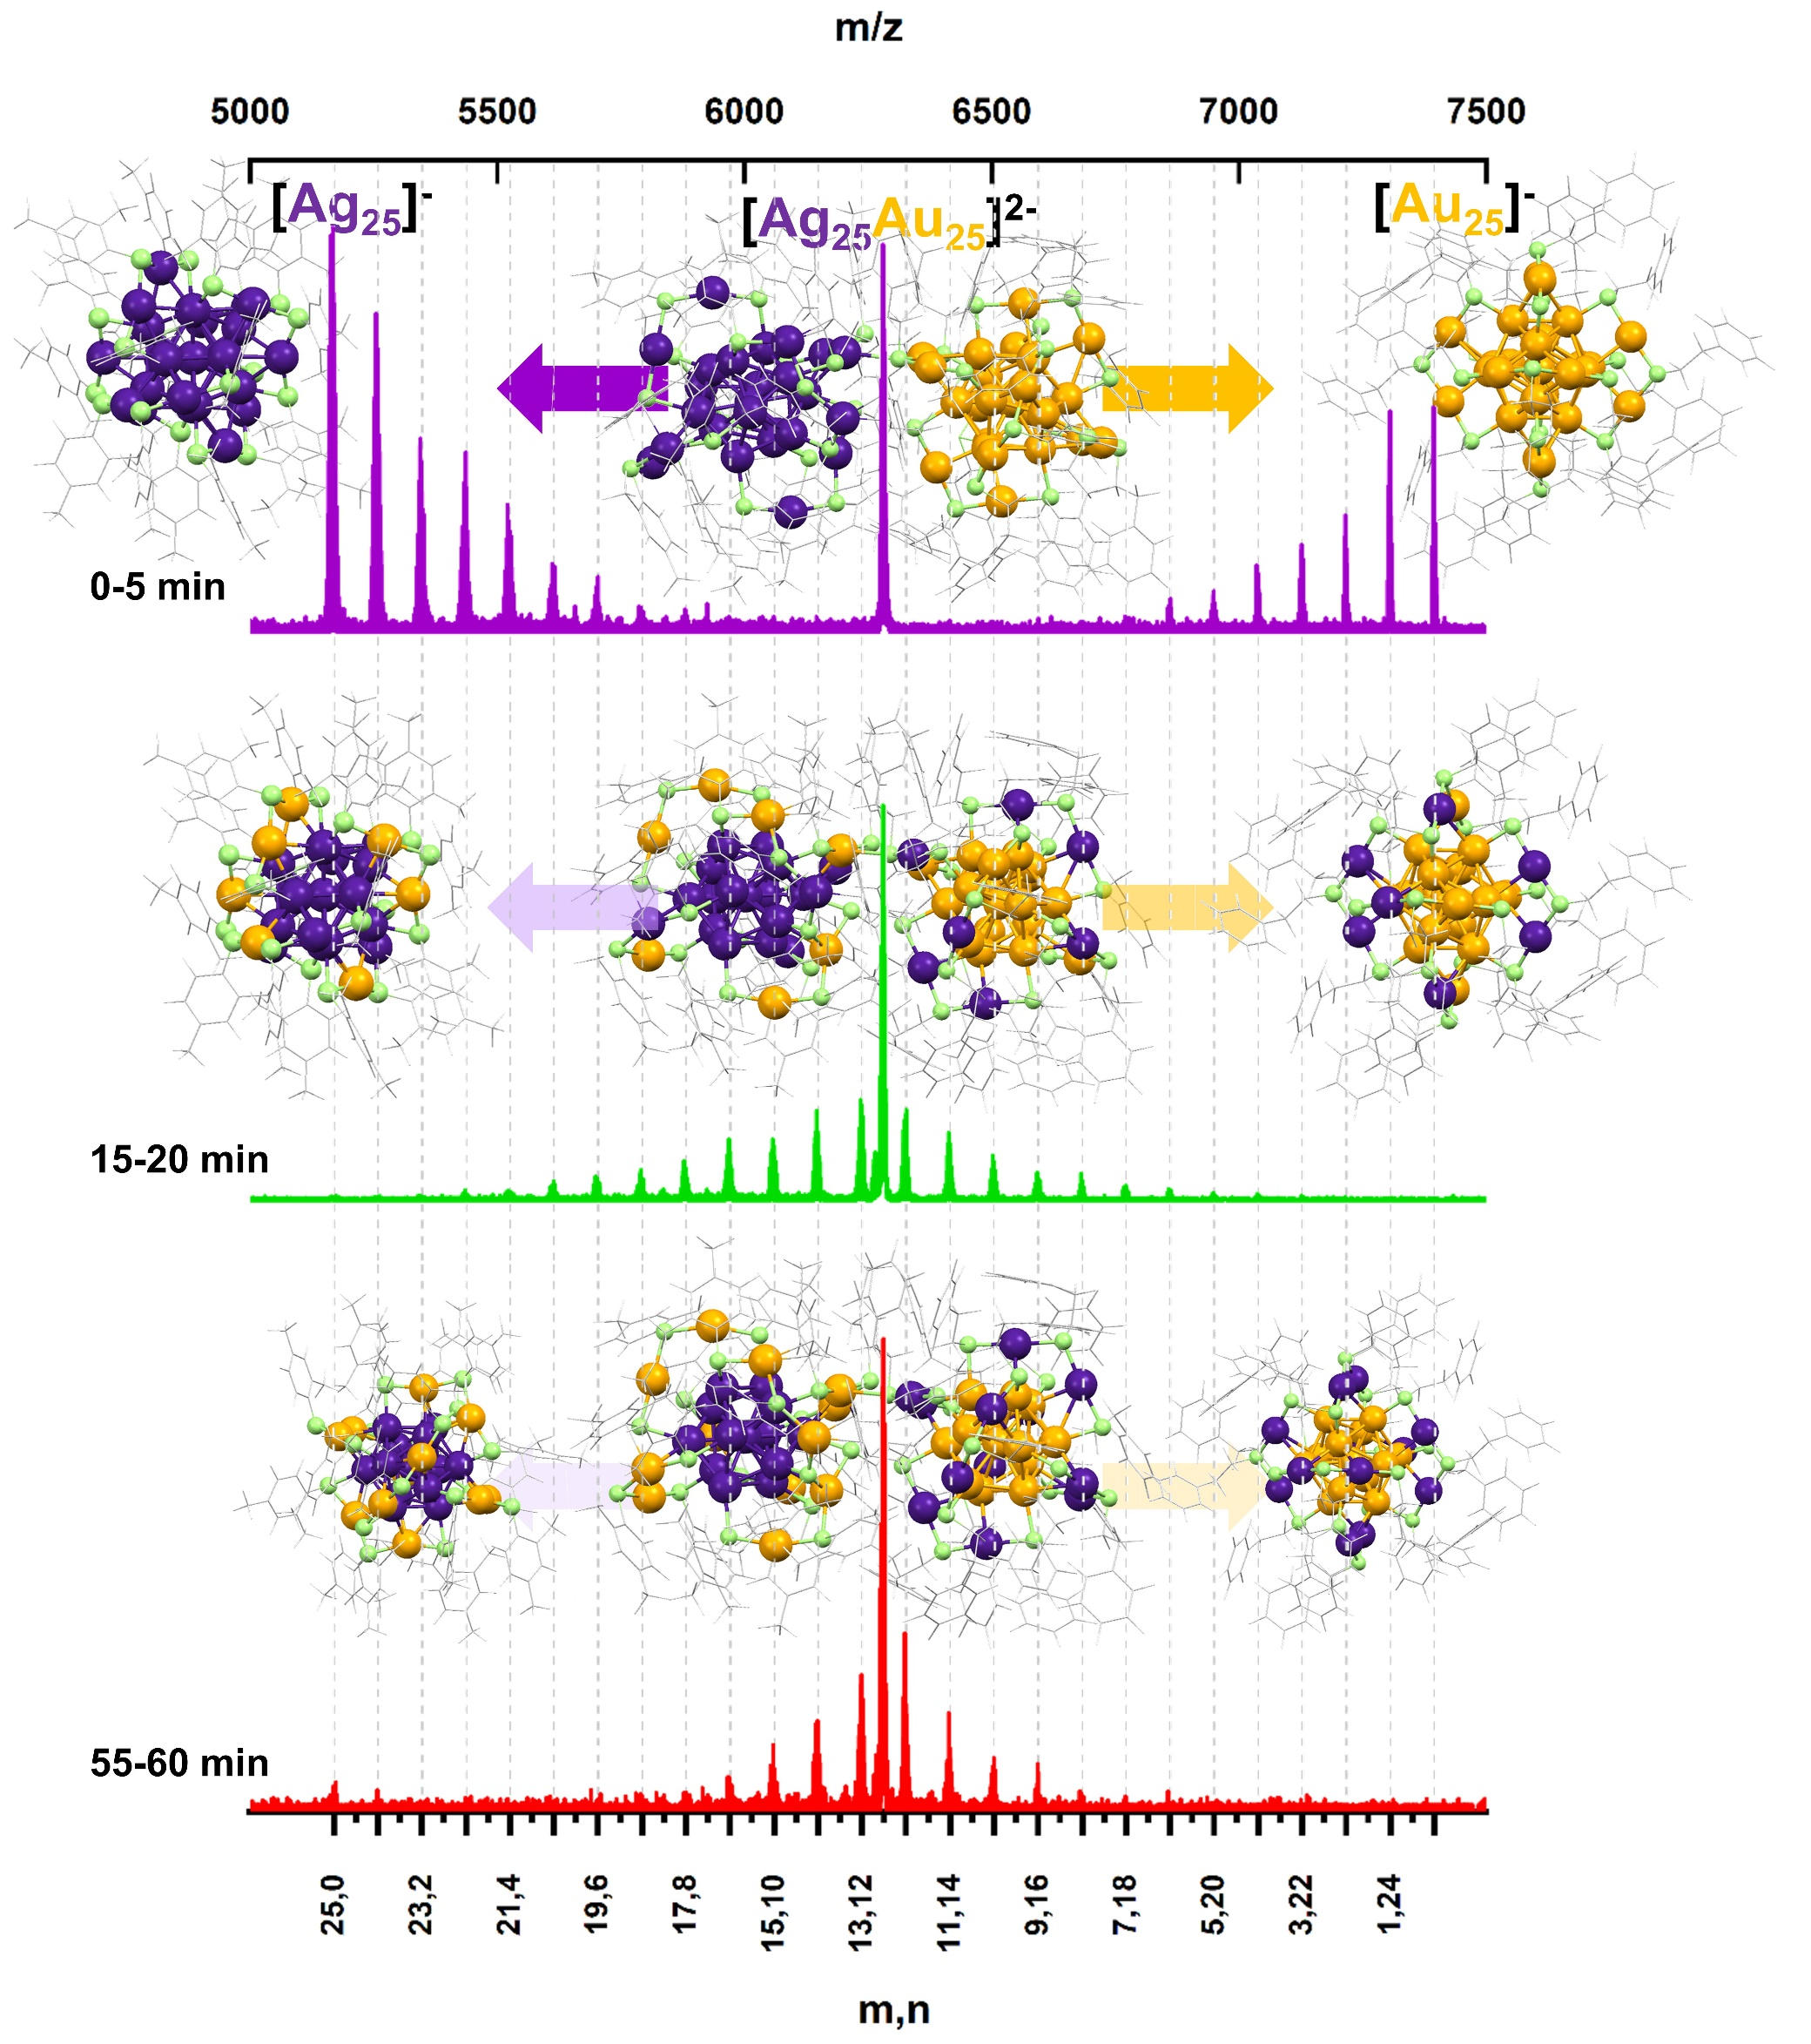 m/z
5000 5500 6000 6500 7000 7500
[Ag25]- [Ag25Au25]2- [Au25]-
0-5 min
15-20 min
55-60 min
25,0 23,2 21,4 19,6 17,8 15,10 13,12 11,14 9,16 7,18 5,20 3,22 1,24
m,n